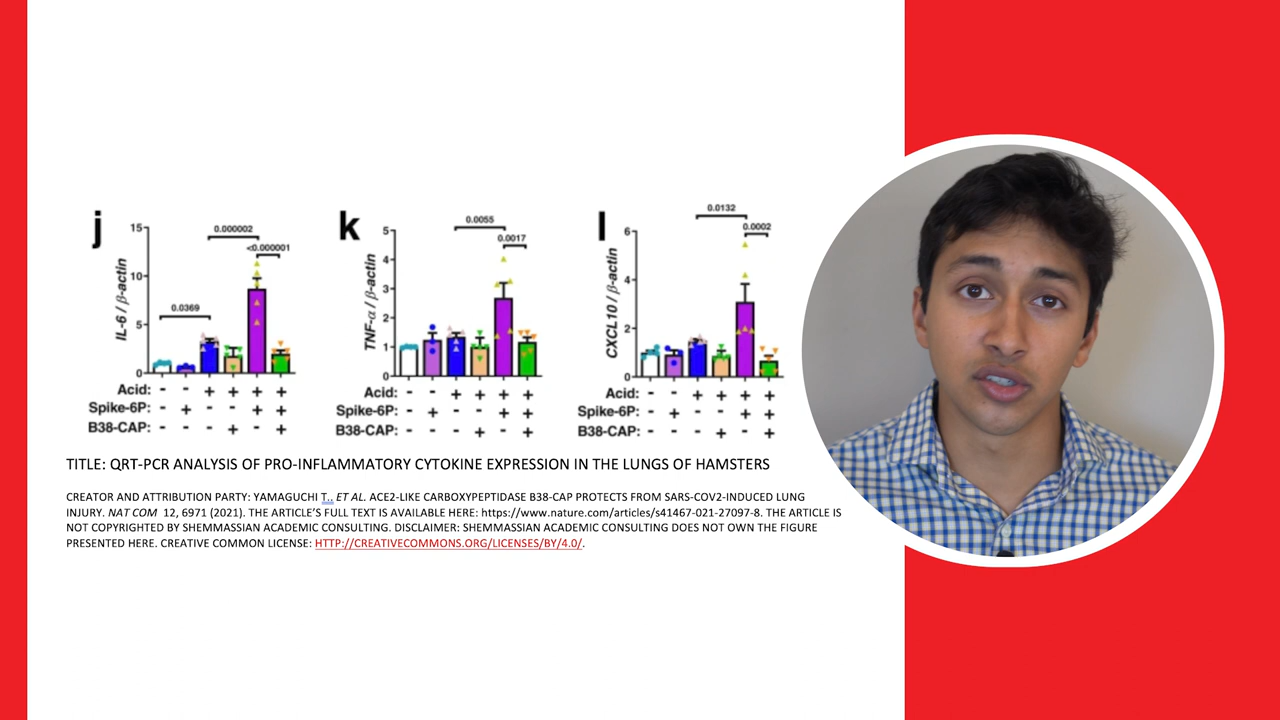 j
IL-6 / β-actin
15
10
5
0
0.0369
0.000002
<0.000001
Acid: - - + + + +
Spike-6P: - + - - + +
B38-CAP: - - - + - +
k
TNF-α / β-actin
5
4
3
2
1
0
0.0055
0.0017
Acid: - - + + + +
Spike-6P: - + - - + +
B38-CAP: - - - + - +
l
CXCL10 / β-actin
6
4
2
0
0.0132
0.0002
Acid: - - + + + +
Spike-6P: - + - - + +
B38-CAP: - - - + - +
TITLE: QRT-PCR ANALYSIS OF PRO-INFLAMMATORY CYTOKINE EXPRESSION IN THE LUNGS OF HAMSTERS
CREATOR AND ATTRIBUTION PARTY: YAMAGUCHI T., ET AL. ACE2-LIKE CARBOXYPEPTIDASE B38-CAP PROTECTS FROM SARS-COV2-INDUCED LUNG
INJURY. NAT COM 12, 6971 (2021). THE ARTICLE'S FULL TEXT IS AVAILABLE HERE: https://www.nature.com/articles/s41467-021-27097-8. THE ARTICLE IS
NOT COPYRIGHTED BY SHEMMASSIAN ACADEMIC CONSULTING. DISCLAIMER: SHEMMASSIAN ACADEMIC CONSULTING DOES NOT OWN THE FIGURE
PRESENTED HERE. CREATIVE COMMON LICENSE: HTTP://CREATIVECOMMONS.ORG/LICENSES/BY/4.0/.